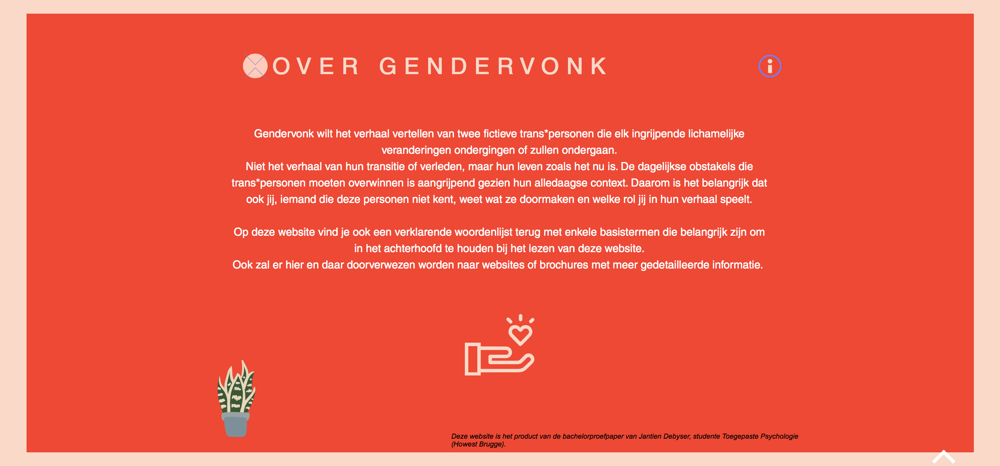 OVER GENDERVONK
Gendervonk wilt het verhaal vertellen van twee fictieve trans*personen die elk ingrijpende lichamelijke
veranderingen ondergingen of zullen ondergaan.
Niet het verhaal van hun transitie of verleden, maar hun leven zoals het nu is. De dagelijkse obstakels die
trans*personen moeten overwinnen is aangrijpend gezien hun alledaagse context. Daarom is het belangrijk dat
ook jij, iemand die deze personen niet kent, weet wat ze doormaken en welke rol jij in hun verhaal speelt.
Op deze website vind je ook een verklarende woordenlijst terug met enkele basistermen die belangrijk zijn om
in het achterhoofd te houden bij het lezen van deze website.
Ook zal er hier en daar doorverwezen worden naar websites of brochures met meer gedetailleerde informatie.
Deze website is het product van de bachelorproefpaper van Jantien Debyser, studente Toegepaste Psychologie
(Howest Brugge).